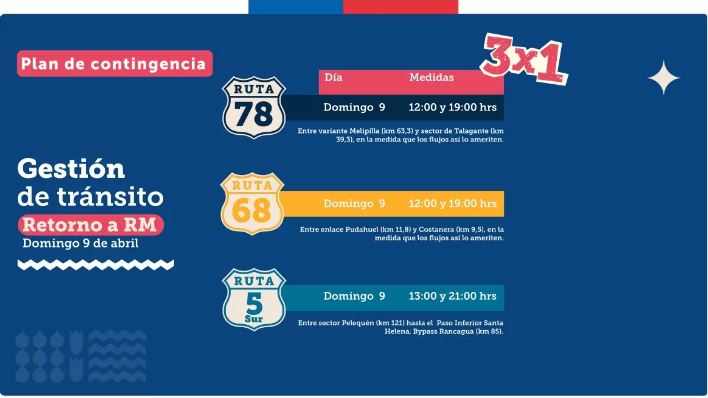 Plan de contingencia
3x1
Día Medidas
RUTA
78
Domingo 9 12:00 y 19:00 hrs
Entre variante Melipilla (km 63,3) y sector de Talagante (km
39,3), en la medida que los flujos así lo ameriten.
Gestión
de tránsito
Retorno a RM
Domingo 9 de abril
RUTA
68
Domingo 9 12:00 y 19:00 hrs
Entre enlace Pudahuel (km 11,8) y Costanera (km 9,5), en la
medida que los flujos así lo ameriten.
RUTA
5
Sur
Domingo 9 13:00 y 21:00 hrs
Entre sector Pelequén (km 121) hasta el Paso Inferior Santa
Helena, Bypass Rancagua (km 85).